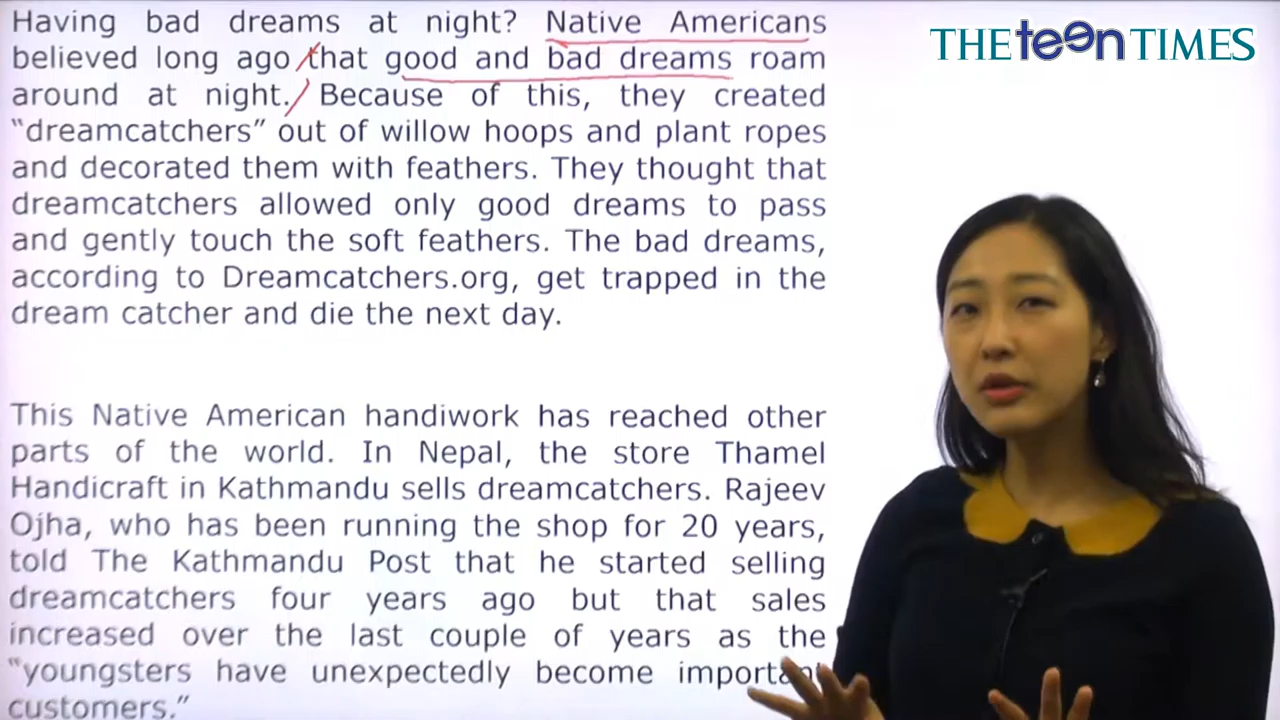 Having bad dreams at night? Native Americans
believed long ago that good and bad dreams roam
around at night. Because of this, they created
"dreamcatchers" out of willow hoops and plant ropes
and decorated them with feathers. They thought that
dreamcatchers allowed only good dreams to pass
and gently touch the soft feathers. The bad dreams,
according to Dreamcatchers.org, get trapped in the
dream catcher and die the next day.
This Native American handiwork has reached other
parts of the world. In Nepal, the store Thamel
Handicraft in Kathmandu sells dreamcatchers. Rajeev
Ojha, who has been running the shop for 20 years,
told The Kathmandu Post that he started selling
dreamcatchers four years ago but that sales
increased over the last couple of years as the
"youngsters have unexpectedly become important
customers."
THE teen TIMES